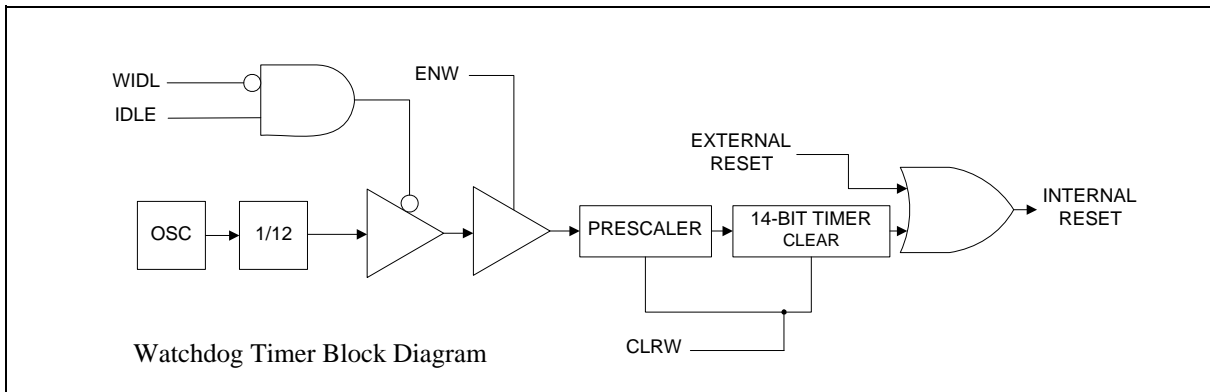 WIDL
IDLE
ENW
EXTERNAL
RESET
INTERNAL
RESET
OSC
1/12
PRESCALER
14-BIT TIMER
CLEAR
CLRW
Watchdog Timer Block Diagram